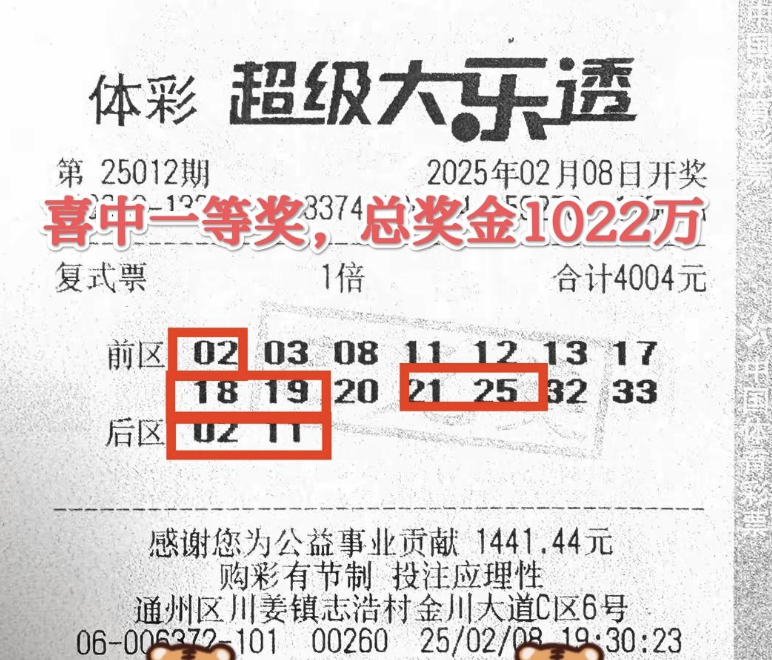 体彩 超级大乐透
第 25012期 2025年02月08日开奖
喜中一等奖，总奖金1022万
复式票 1倍 合计4004元
前区 02 03 08 11 12 13 17
18 19 20 21 25 32 33
后区 02 11
感谢您为公益事业贡献 1441.44元
购彩有节制 投注应理性
通州区川姜镇志浩村金川大道C区6号
06-006372-101 00260 25/02/08 19:30:23